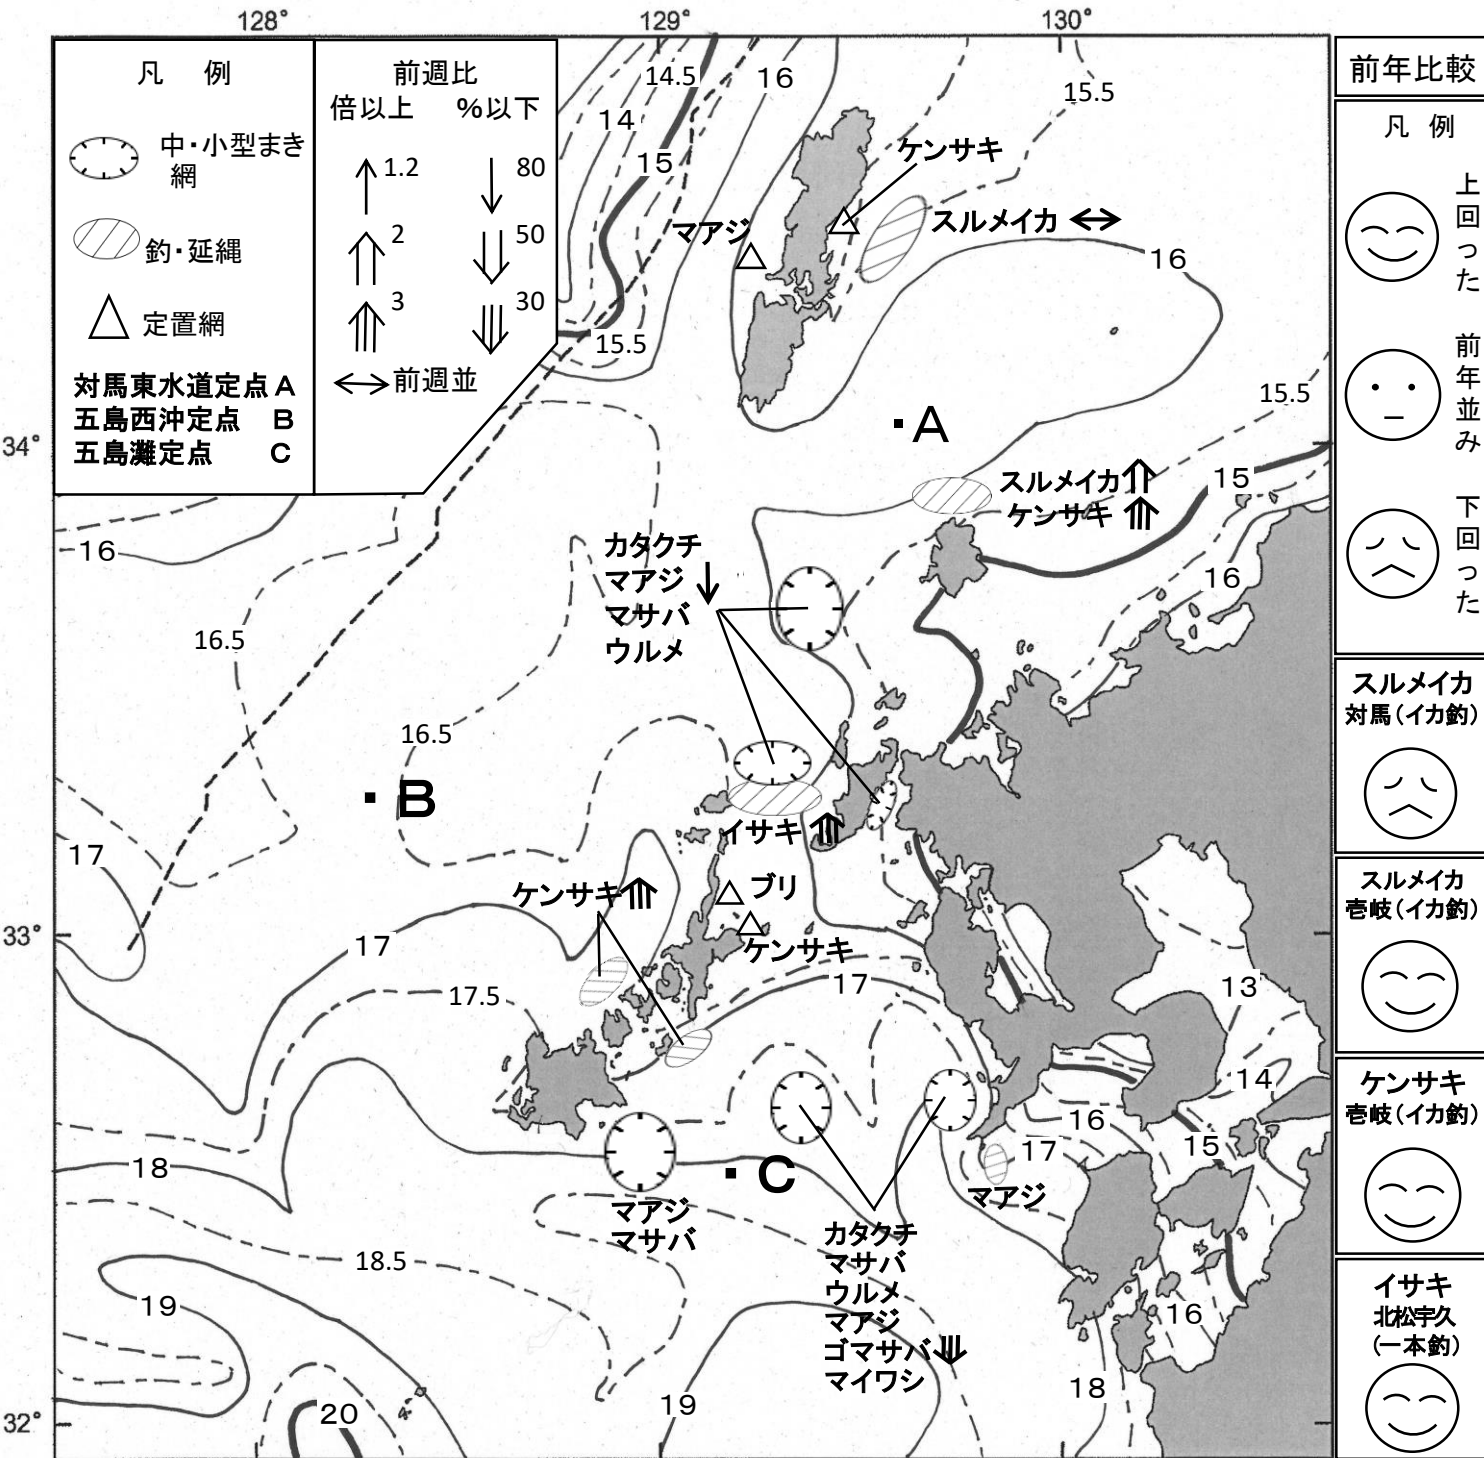 128°
129°
130°
34°
33°
32°
凡 例
中・小型まき
網
釣・延縄
定置網
対馬東水道定点 A
五島西沖定点 B
五島灘定点 C
前週比
倍以上 %以下
1.2 80
2 50
3 30
前週並
14.5
16
15.5
14
15
ケンサキ
マアジ
スルメイカ
16
15.5
15.5
A
スルメイカ
15
ケンサキ
16
16
カタクチ
マアジ
マサバ
ウルメ
16.5
16.5
B
イサキ
17
ケンサキ
ブリ
ケンサキ
17
17
17.5
13
14
16
15
17
18
C
マアジ
マアジ
マサバ
カタクチ
マサバ
ウルメ
マアジ
ゴマサバ
マイワシ
18.5
19
16
18
19
20
前年比較
凡 例
上回った
前年並み
下回った
スルメイカ
対馬(イカ釣)
スルメイカ
壱岐(イカ釣)
ケンサキ
壱岐(イカ釣)
イサキ
北松宇久
(一本釣)